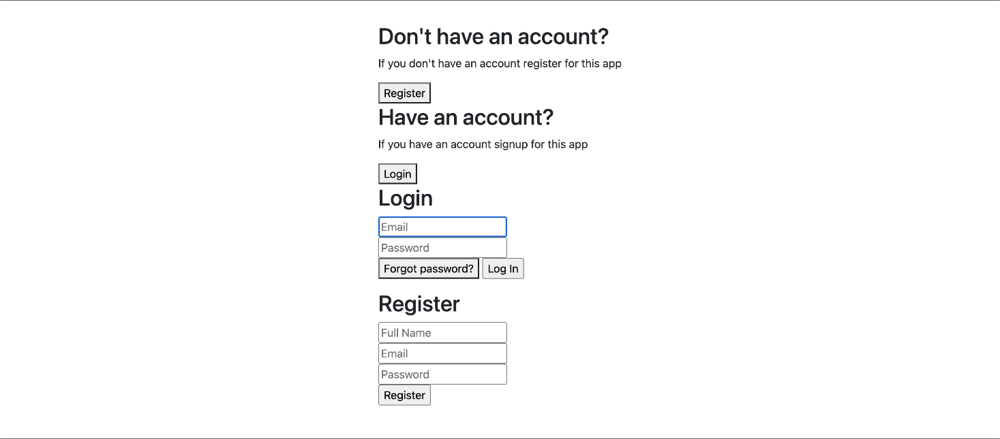 Don't have an account?
If you don't have an account register for this app
Register
Have an account?
If you have an account signup for this app
Login
Login
Email
Password
Forgot password? Log In
Register
Full Name
Email
Password
Register